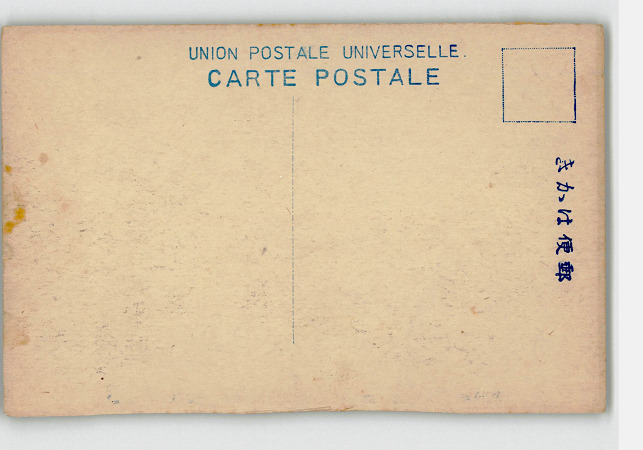 UNION POSTALE UNIVERSELLE.
CARTE POSTALE
きかは便郵